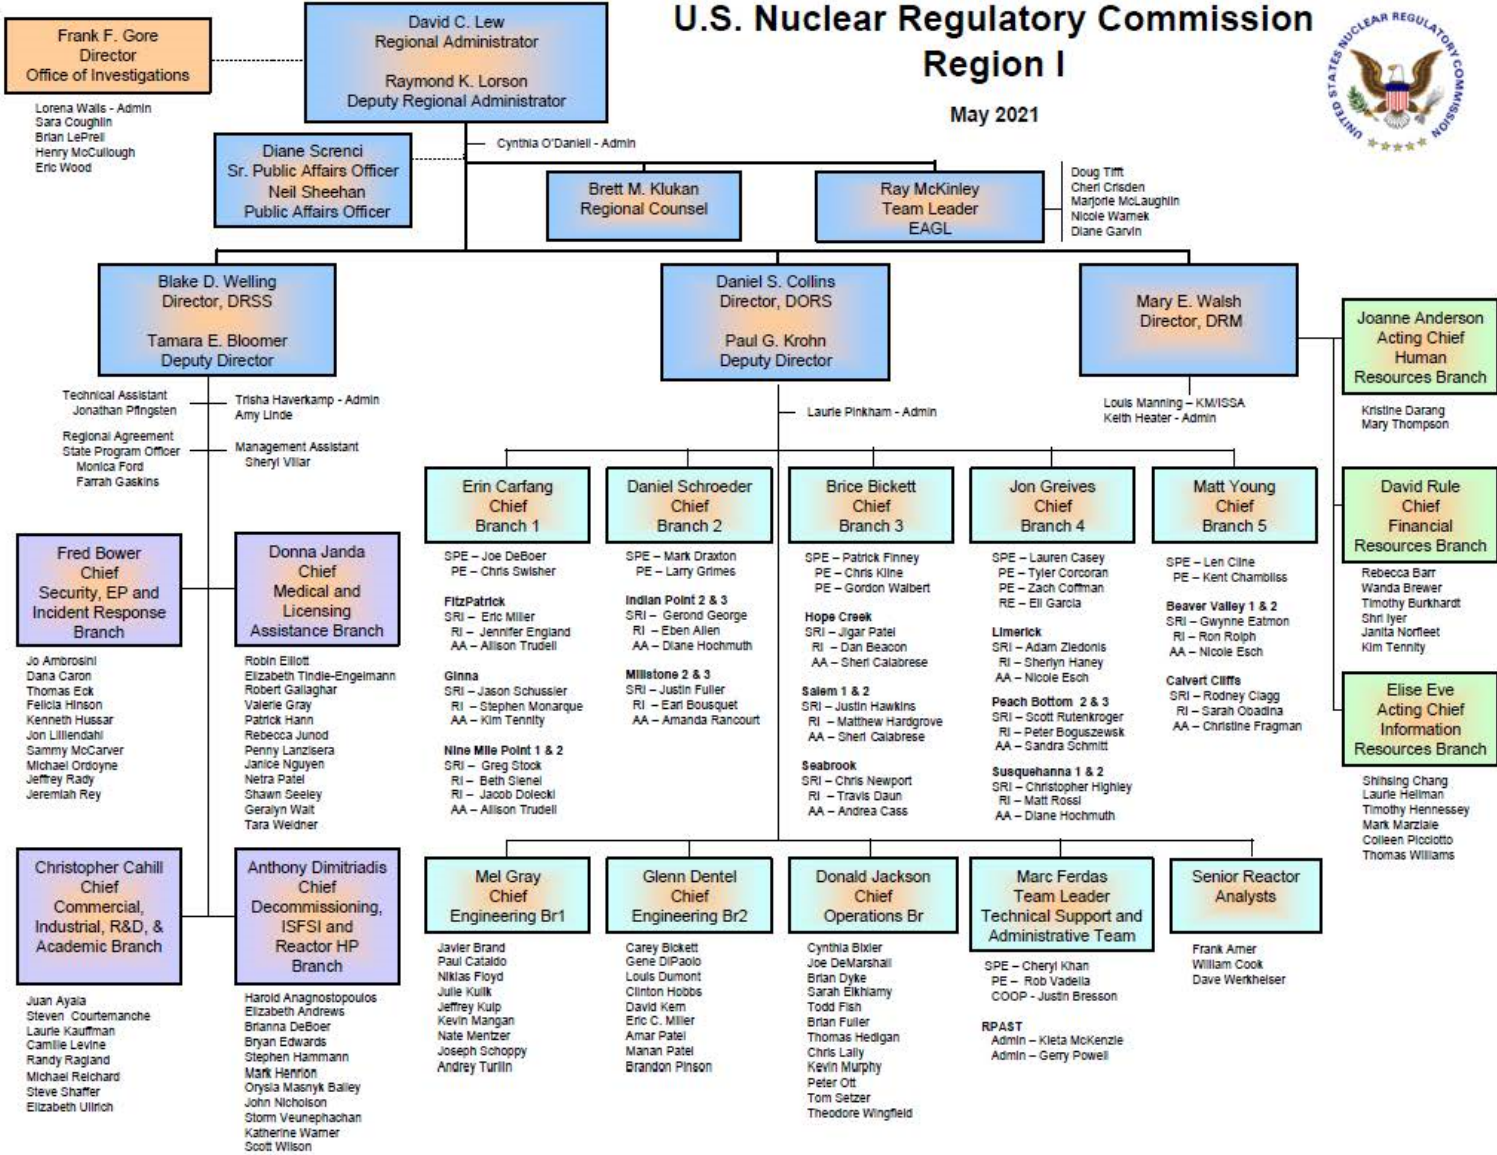 U.S. Nuclear Regulatory Commission
Region I
May 2021
UNITED STATES NUCLEAR REGULATORY COMMISSION
Frank F. Gore
Director
Office of Investigations
Lorena Walls - Admin
Sara Coughlin
Brian LePrell
Henry McCullough
Eric Wood
David C. Lew
Regional Administrator
Raymond K. Lorson
Deputy Regional Administrator
Cynthia O'Daniell - Admin
Diane Screnci
Sr. Public Affairs Officer
Neil Sheehan
Public Affairs Officer
Brett M. Klukan
Regional Counsel
Ray McKinley
Team Leader
EAGL
Doug Tifft
Cheri Crisden
Marjorie McLaughlin
Nicole Warnek
Diane Garvin
Blake D. Welling
Director, DRSS
Tamara E. Bloomer
Deputy Director
Technical Assistant
Jonathan Pfingsten
Trisha Haverkamp - Admin
Amy Linde
Regional Agreement
State Program Officer
Monica Ford
Farrah Gaskins
Management Assistant
Sheryl Villar
Daniel S. Collins
Director, DORS
Paul G. Krohn
Deputy Director
Laurie Pinkham - Admin
Mary E. Walsh
Director, DRM
Louis Manning – KM/ISSA
Keith Heater - Admin
Joanne Anderson
Acting Chief
Human
Resources Branch
Kristine Darang
Mary Thompson
David Rule
Chief
Financial
Resources Branch
Rebecca Barr
Wanda Brewer
Timothy Burkhardt
Shri Iyer
Janita Norfleet
Kim Tennity
Elise Eve
Acting Chief
Information
Resources Branch
Shihsing Chang
Laurie Hellman
Timothy Hennessey
Mark Marziale
Colleen Picciotto
Thomas Williams
Fred Bower
Chief
Security, EP and
Incident Response
Branch
Jo Ambrosini
Dana Caron
Thomas Eck
Felicia Hinson
Kenneth Hussar
Jon Lilliendahl
Sammy McCarver
Michael Ordoyne
Jeffrey Rady
Jeremiah Rey
Donna Janda
Chief
Medical and
Licensing
Assistance Branch
Robin Elliott
Elizabeth Tindle-Engelmann
Robert Gallaghar
Valerie Gray
Patrick Hann
Rebecca Junod
Penny Lanzisera
Janice Nguyen
Netra Patel
Shawn Seeley
Geralyn Wait
Tara Weidner
Christopher Cahill
Chief
Commercial,
Industrial, R&D, &
Academic Branch
Juan Ayala
Steven Courtemanche
Laurie Kauffman
Camille Levine
Randy Ragland
Michael Reichard
Steve Shaffer
Elizabeth Ullrich
Anthony Dimitriadis
Chief
Decommissioning,
ISFSI and
Reactor HP
Branch
Harold Anagnostopoulos
Elizabeth Andrews
Brianna DeBoer
Bryan Edwards
Stephen Hammann
Mark Henrion
Orysia Masnyk Bailey
John Nicholson
Storm Veunephachan
Katherine Warner
Scott Wilson
Erin Carfang
Chief
Branch 1
SPE – Joe DeBoer
PE – Chris Swisher
FitzPatrick
SRI – Eric Miller
RI – Jennifer England
AA – Allison Trudell
Ginna
SRI – Jason Schussler
RI – Stephen Monarque
AA – Kim Tennity
Nine Mile Point 1 & 2
SRI – Greg Stock
RI – Beth Sienel
RI – Jacob Dolecki
AA – Allison Trudell
Daniel Schroeder
Chief
Branch 2
SPE – Mark Draxton
PE – Larry Grimes
Indian Point 2 & 3
SRI – Gerond George
RI – Eben Allen
AA – Diane Hochmuth
Millstone 2 & 3
SRI – Justin Fuller
RI – Earl Bousquet
AA – Amanda Rancourt
Brice Bickett
Chief
Branch 3
SPE – Patrick Finney
PE – Chris Kline
PE – Gordon Walbert
Hope Creek
SRI – Jigar Patel
RI – Dan Beacon
AA – Sheri Calabrese
Salem 1 & 2
SRI – Justin Hawkins
RI – Matthew Hardgrove
AA – Sheri Calabrese
Seabrook
SRI – Chris Newport
RI – Travis Daun
AA – Andrea Cass
Jon Greives
Chief
Branch 4
SPE – Lauren Casey
PE – Tyler Corcoran
PE – Zach Coffman
RE – Eli Garcia
Limerick
SRI – Adam Ziedonis
RI – Sherlyn Haney
AA – Nicole Esch
Peach Bottom 2 & 3
SRI – Scott Rutenkroger
RI – Peter Boguszewsk
AA – Sandra Schmitt
Susquehanna 1 & 2
SRI – Christopher Highley
RI – Matt Rossi
AA – Diane Hochmuth
Matt Young
Chief
Branch 5
SPE – Len Cline
PE – Kent Chambliss
Beaver Valley 1 & 2
SRI – Gwynne Eatmon
RI – Ron Rolph
AA – Nicole Esch
Calvert Cliffs
SRI – Rodney Clagg
RI – Sarah Obadina
AA – Christine Fragman
Mel Gray
Chief
Engineering Br1
Javier Brand
Paul Cataldo
Niklas Floyd
Julie Kulik
Jeffrey Kulp
Kevin Mangan
Nate Mentzer
Joseph Schoppy
Andrey Turilin
Glenn Dentel
Chief
Engineering Br2
Carey Bickett
Gene DiPaolo
Louis Dumont
Clinton Hobbs
David Kern
Eric C. Miller
Amar Patel
Manan Patel
Brandon Pinson
Donald Jackson
Chief
Operations Br
Cynthia Bixler
Joe DeMarshall
Brian Dyke
Sarah Elkhiamy
Todd Fish
Brian Fuller
Thomas Hedigan
Chris Lally
Kevin Murphy
Peter Ott
Tom Setzer
Theodore Wingfield
Marc Ferdas
Team Leader
Technical Support and
Administrative Team
SPE – Cheryl Khan
PE – Rob Vadella
COOP - Justin Bresson
RPAST
Admin – Kleta McKenzie
Admin – Gerry Powell
Senior Reactor
Analysts
Frank Arner
William Cook
Dave Werkheiser